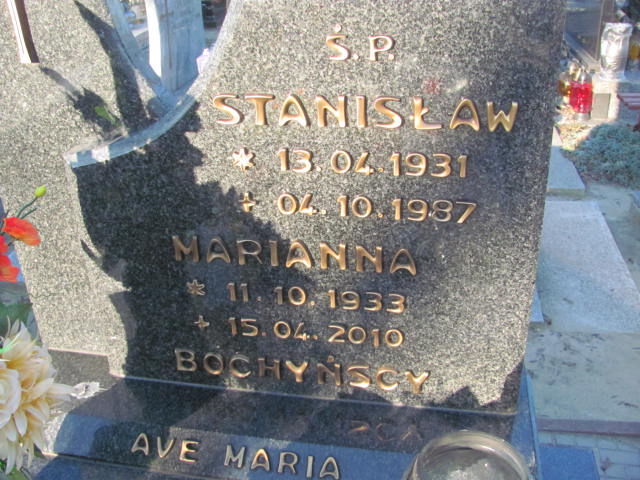 Ś.P.
STANISŁAW
* 13.04.1931
+ 04.10.1987
MARIANNA
* 11.10.1933
+ 15.04.2010
BOCHYŃSCY
AVE MARIA